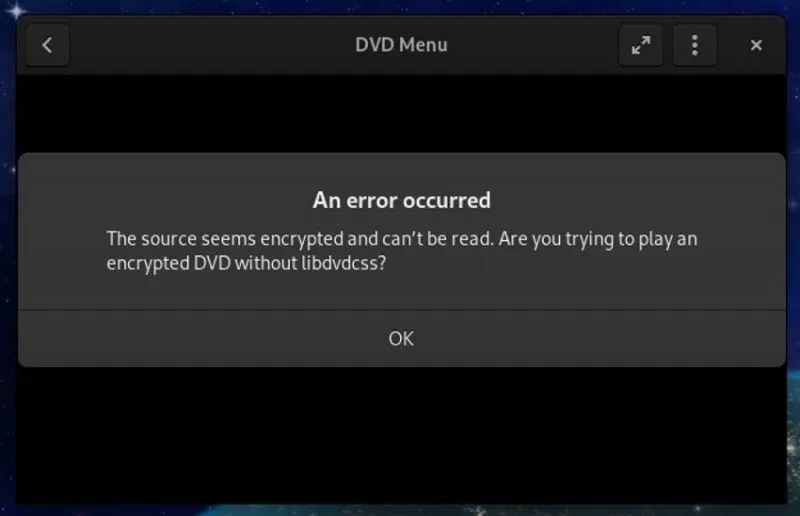 DVD Menu
An error occurred
The source seems encrypted and can’t be read. Are you trying to play an
encrypted DVD without libdvdcss?
OK